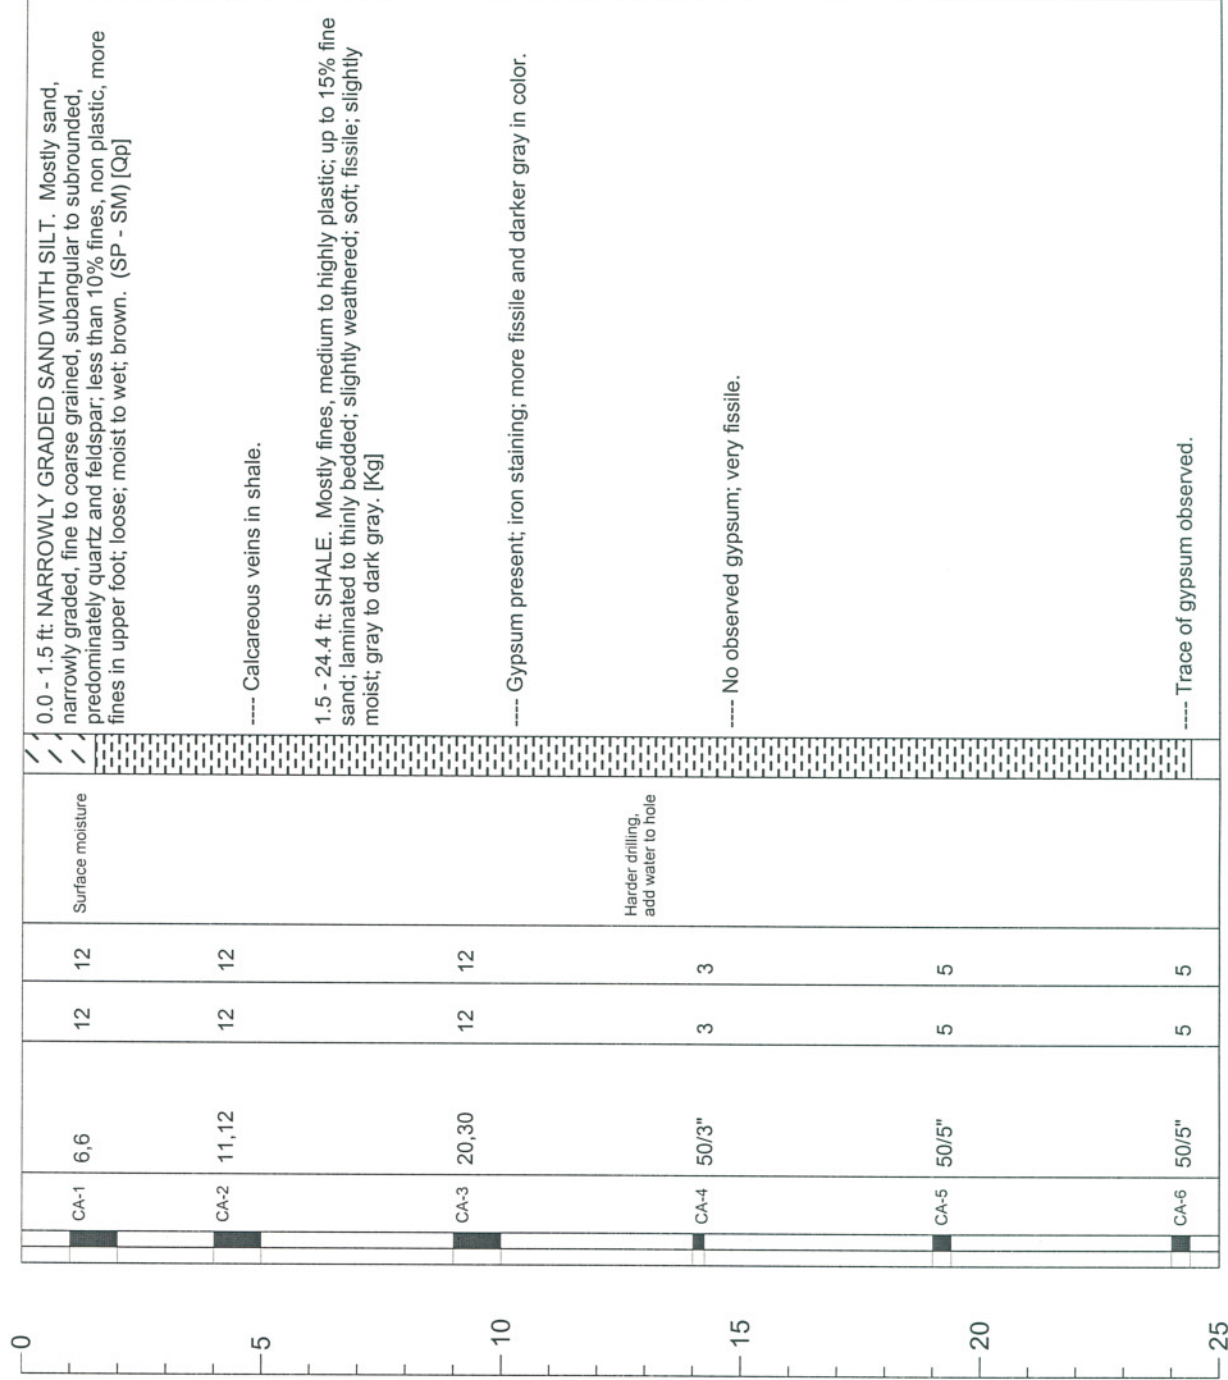 0
5
10
15
20
25
CA-1
6,6
12
12
Surface moisture
0.0 - 1.5 ft: NARROWLY GRADED SAND WITH SILT. Mostly sand,
narrowly graded, fine to coarse grained, subangular to subrounded,
predominately quartz and feldspar; less than 10% fines, non plastic, more
fines in upper foot; loose; moist to wet; brown. (SP - SM) [Qp]
CA-2
11,12
12
12
---- Calcareous veins in shale.
1.5 - 24.4 ft: SHALE. Mostly fines, medium to highly plastic; up to 15% fine
sand; laminated to thinly bedded; slightly weathered; soft; fissile; slightly
moist; gray to dark gray. [Kg]
CA-3
20,30
12
12
---- Gypsum present; iron staining; more fissile and darker gray in color.
Harder drilling,
add water to hole
CA-4
50/3"
3
3
---- No observed gypsum; very fissile.
CA-5
50/5"
5
5
CA-6
50/5"
5
5
---- Trace of gypsum observed.